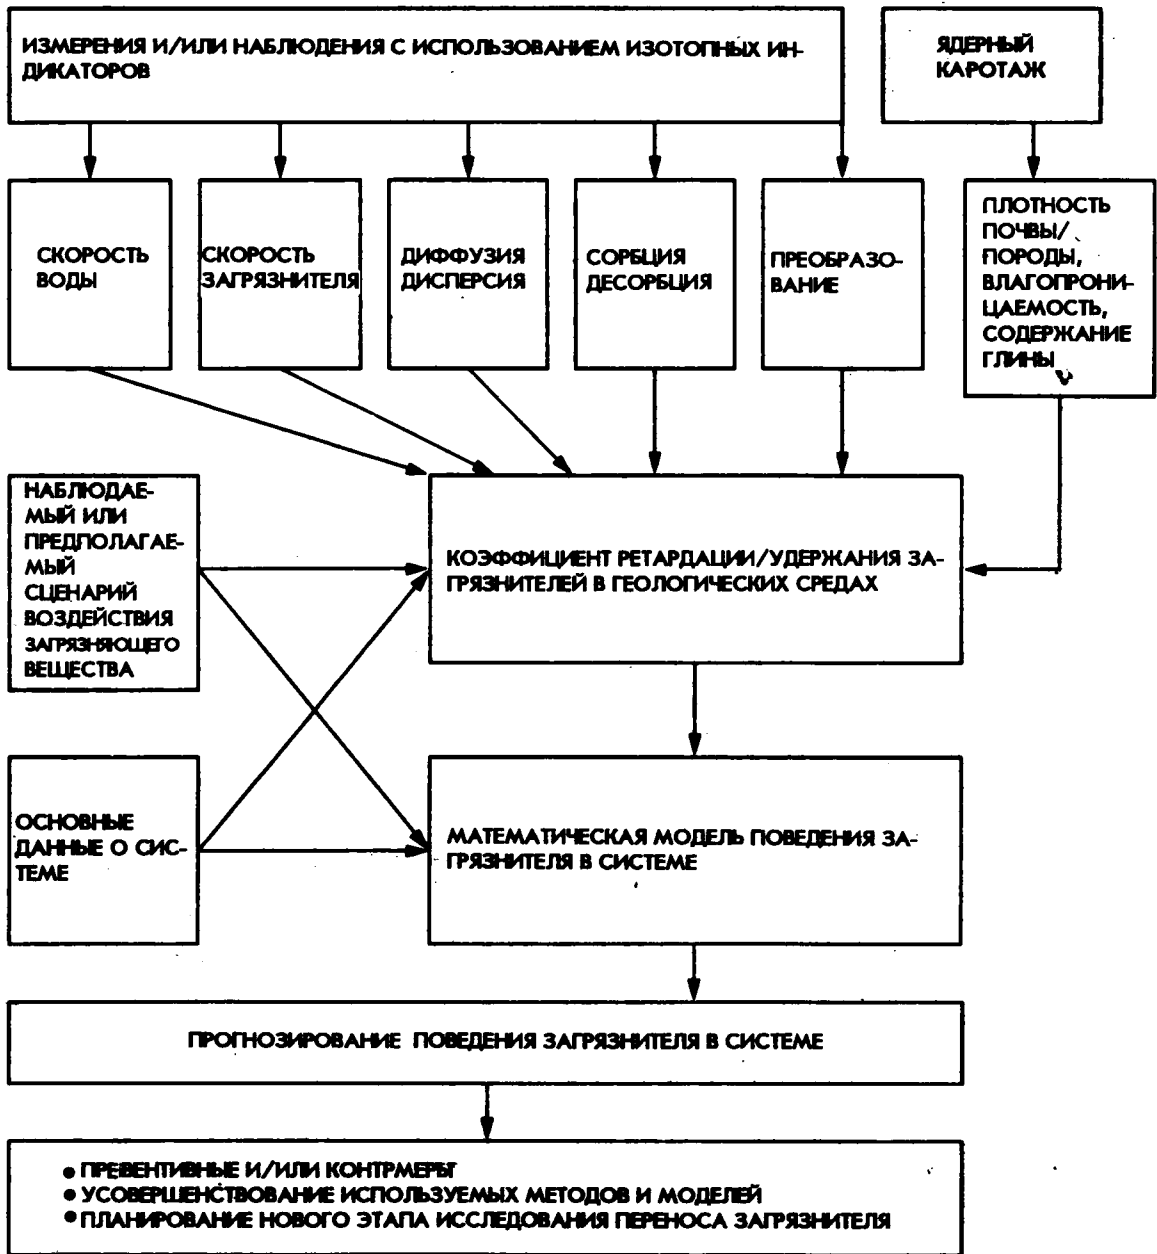 ИЗМЕРЕНИЯ И/ИЛИ НАБЛЮДЕНИЯ С ИСПОЛЬЗОВАНИЕМ ИЗОТОПНЫХ ИН-
ДИКАТОРОВ
ЯДЕРНЫЙ
КАРОТАЖ
СКОРОСТЬ
ВОДЫ
СКОРОСТЬ
ЗАГРЯЗНИТЕЛЯ
ДИФФУЗИЯ
ДИСПЕРСИЯ
СОРБЦИЯ
ДЕСОРБЦИЯ
ПРЕОБРАЗО-
ВАНИЕ
ПЛОТНОСТЬ
ПОЧВЫ/
ПОРОДЫ,
ВЛАГОПРОНИ-
ЦАЕМОСТЬ,
СОДЕРЖАНИЕ
ГЛИНЫ
НАБЛЮДАЕ-
МЫЙ ИЛИ
ПРЕДПОЛАГАЕ-
МЫЙ
СЦЕНАРИЙ
ВОЗДЕЙСТВИЯ
ЗАГРЯЗНЯЮЩЕГО
ВЕЩЕСТВА
КОЭФФИЦИЕНТ РЕТАРДАЦИИ/УДЕРЖАНИЯ ЗА-
ГРЯЗНИТЕЛЕЙ В ГЕОЛОГИЧЕСКИХ СРЕДАХ
ОСНОВНЫЕ
ДАННЫЕ О СИС-
ТЕМЕ
МАТЕМАТИЧЕСКАЯ МОДЕЛЬ ПОВЕДЕНИЯ ЗА-
ГРЯЗНИТЕЛЯ В СИСТЕМЕ
ПРОГНОЗИРОВАНИЕ ПОВЕДЕНИЯ ЗАГРЯЗНИТЕЛЯ В СИСТЕМЕ
● ПРЕВЕНТИВНЫЕ И/ИЛИ КОНТРМЕРЫ
● УСОВЕРШЕНСТВОВАНИЕ ИСПОЛЬЗУЕМЫХ МЕТОДОВ И МОДЕЛЕЙ
● ПЛАНИРОВАНИЕ НОВОГО ЭТАПА ИССЛЕДОВАНИЯ ПЕРЕНОСА ЗАГРЯЗНИТЕЛЯ